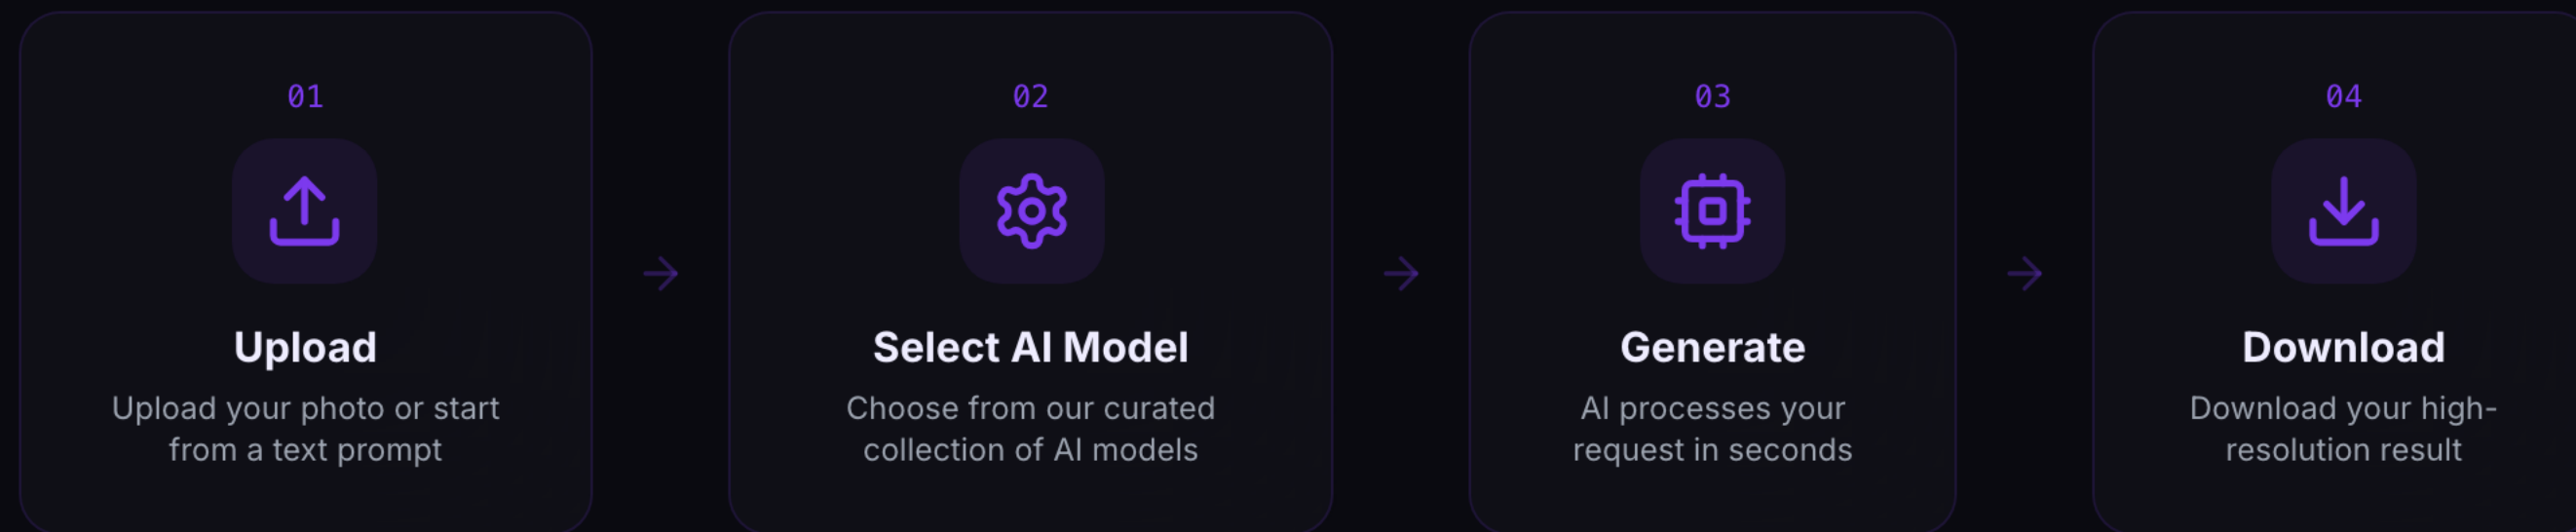 01
Upload
Upload your photo or start
from a text prompt
02
Select AI Model
Choose from our curated
collection of AI models
03
Generate
AI processes your
request in seconds
04
Download
Download your high-
resolution result